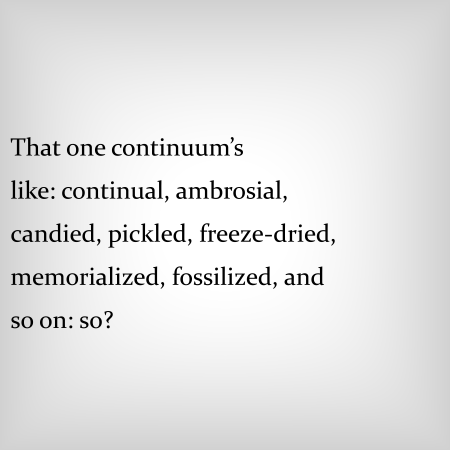 That one continuum’s
like: continual, ambrosial,
candied, pickled, freeze-dried,
memorialized, fossilized, and
so on: so?